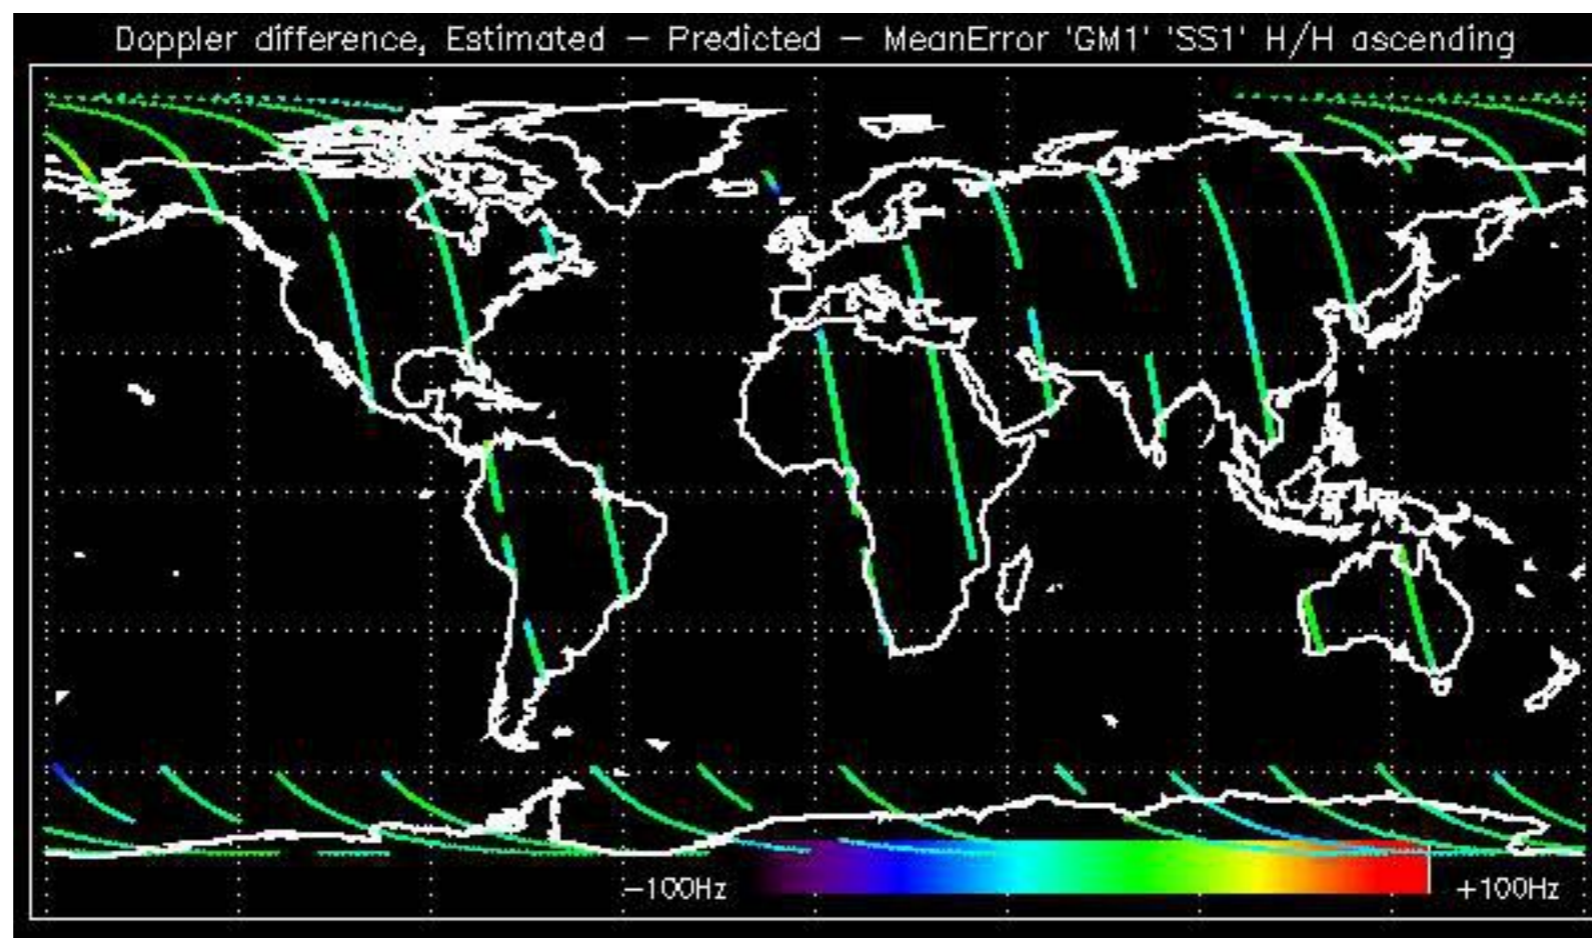 Doppler difference, Estimated — Predicted — MeanError 'GM1' 'SS1' H/H ascending
—100Hz
+100Hz